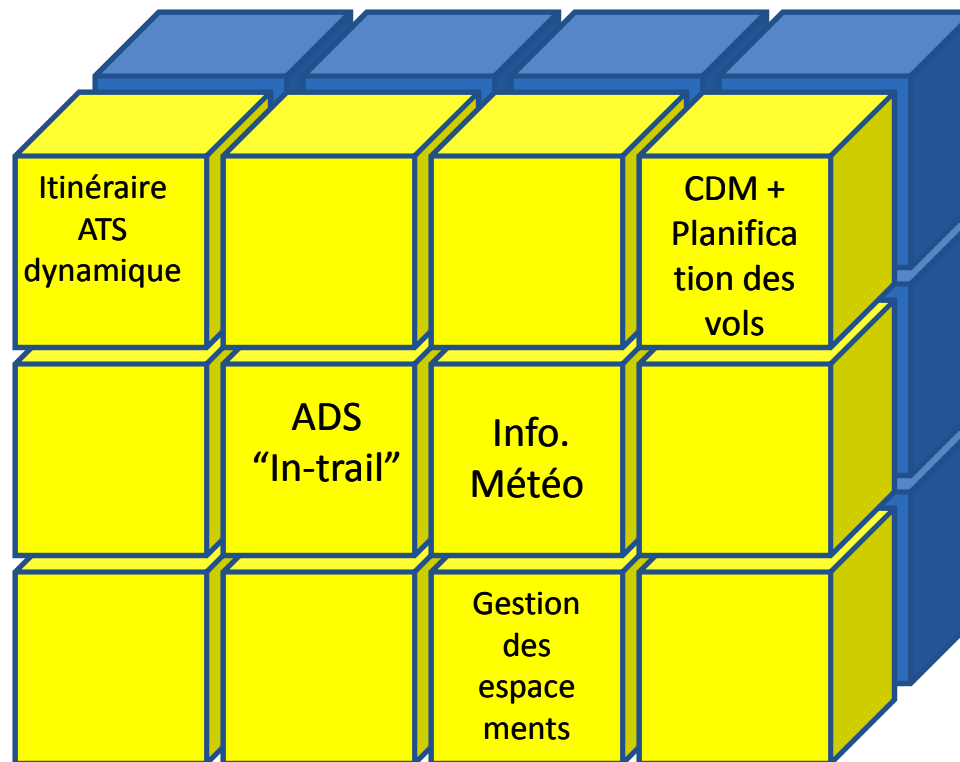 Itinéraire
ATS
dynamique
CDM +
Planifica
tion des
vols
ADS
“In-trail”
Info.
Météo
Gestion
des
espace
ments